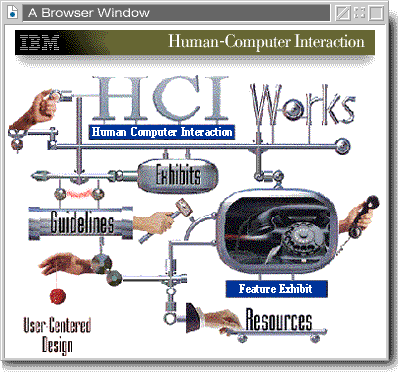 A Browser Window
IBM
Human-Computer Interaction
HCI Works
Human Computer Interaction
Exhibits
Guidelines
Feature Exhibit
User-Centered
Design
Resources